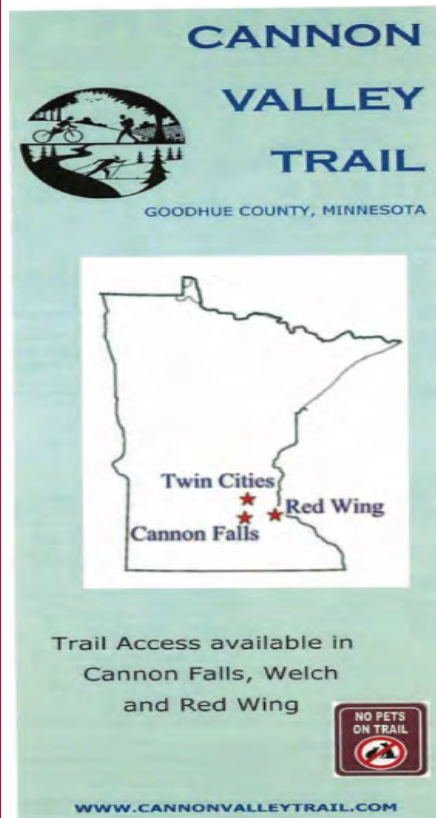 CANNON
VALLEY
TRAIL
GOODHUE COUNTY, MINNESOTA
Twin Cities
Red Wing
Cannon Falls
Trail Access available in
Cannon Falls, Welch
and Red Wing
NO PETS
ON TRAIL
WWW.CANNONVALLEYTRAIL.COM